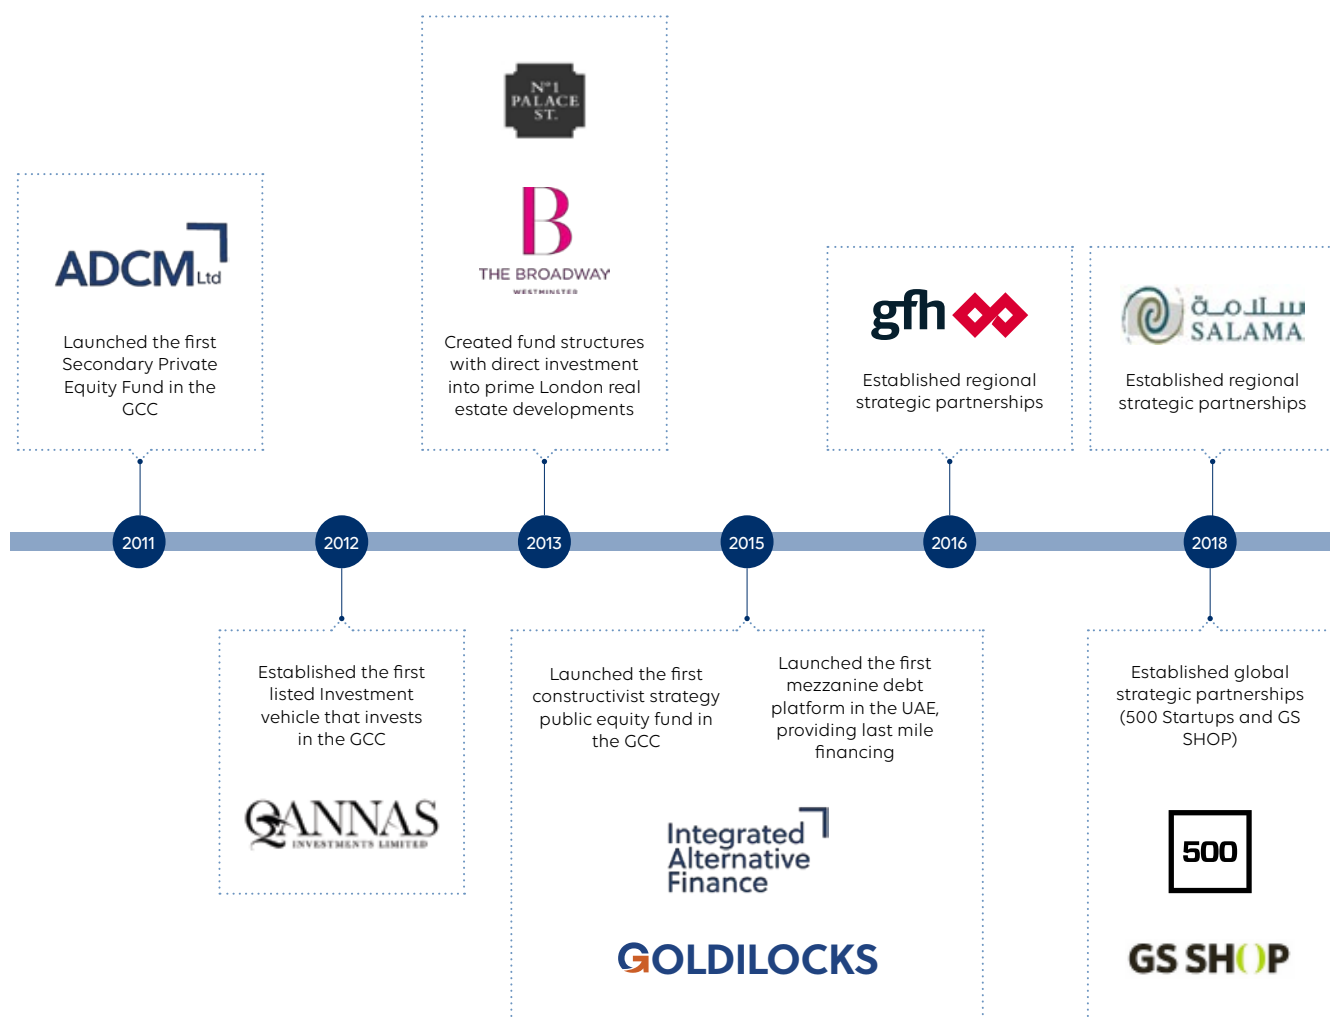 Nº1
PALACE
ST.
B
THE BROADWAY
WESTMINSTER
Created fund structures
with direct investment
into prime London real
estate developments
ADCM Ltd
Launched the first
Secondary Private
Equity Fund in the
GCC
gfh
Established regional
strategic partnerships
سلامة
SALAMA
Established regional
strategic partnerships
2011
2012
2013
2015
2016
2018
Established the first
listed Investment
vehicle that invests
in the GCC
QANNAS
INVESTMENTS LIMITED
Launched the first
constructivist strategy
public equity fund in
the GCC
Launched the first
mezzanine debt
platform in the UAE,
providing last mile
financing
Integrated
Alternative
Finance
GOLDILOCKS
Established global
strategic partnerships
(500 Startups and GS
SHOP)
500
GS SHOP